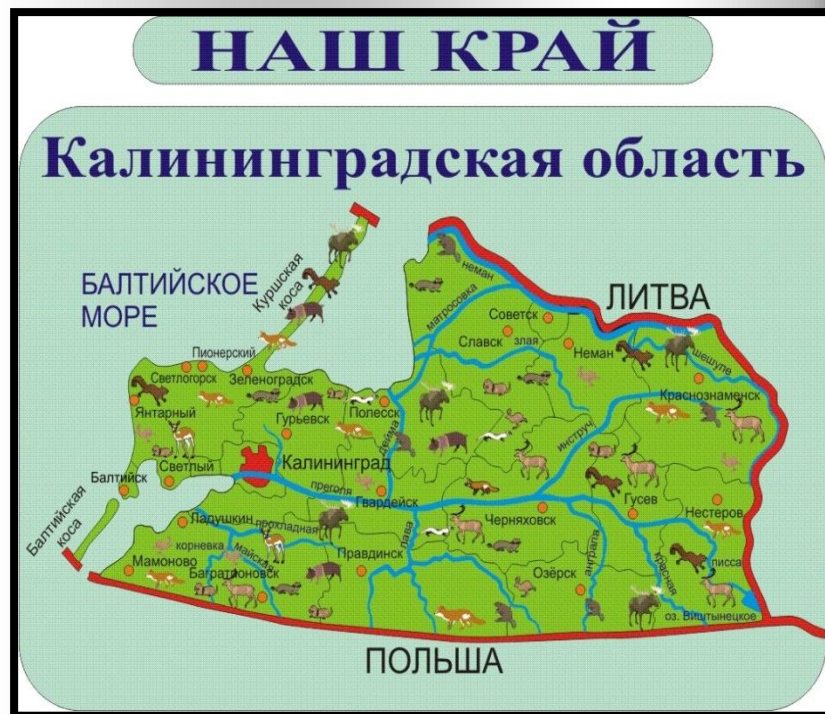 НАШ КРАЙ
Калининградская область
БАЛТИЙСКОЕ
МОРЕ
Куршская
коса
неман
матросовка
ЛИТВА
Советск
Славск
злая
Неман
шешупе
Пионерский
Светлогорск
Зеленоградск
Краснознаменск
Янтарный
Гурьевск
Полесск
дейма
инструч
Калининград
Светлый
Балтийск
преголя
Гвардейск
Гусев
Нестеров
Черняховск
Балтийская
коса
Ладушкин
прохладная
лава
корневка
майская
Правдинск
Мамоново
Багратионовск
Озёрск
анграпа
красная
писса
оз. Виштынецкое
ПОЛЬША